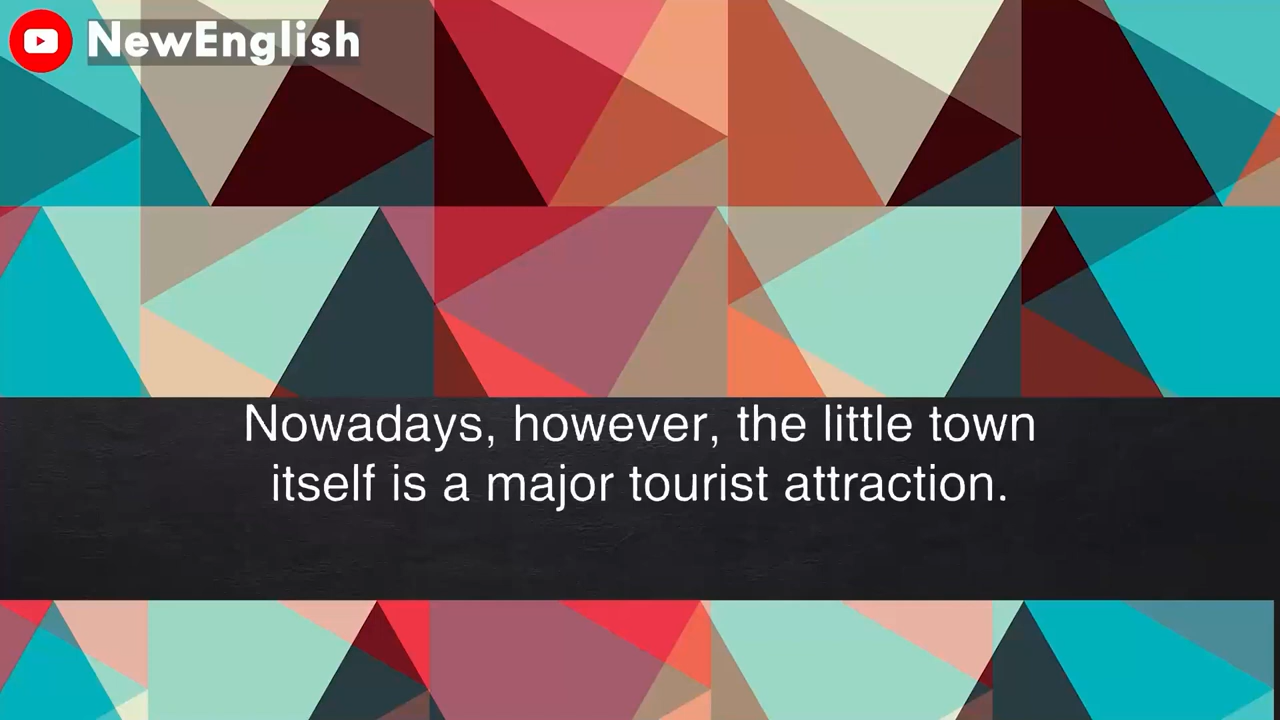 NewEnglish
Nowadays, however, the little town
itself is a major tourist attraction.